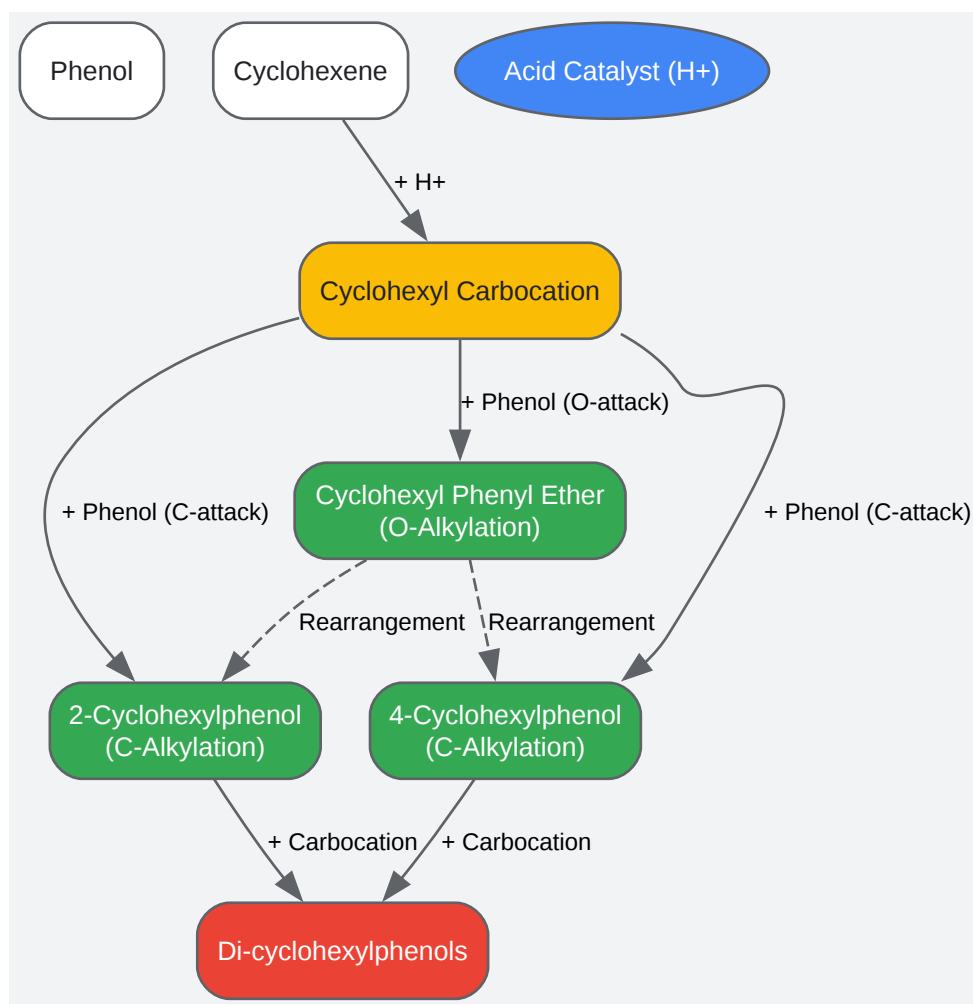 Phenol
Cyclohexene
Acid Catalyst (H+)
+ H+
Cyclohexyl Carbocation
+ Phenol (O-attack)
Cyclohexyl Phenyl Ether
(O-Alkylation)
+ Phenol (C-attack)
+ Phenol (C-attack)
Rearrangement
Rearrangement
2-Cyclohexylphenol
(C-Alkylation)
4-Cyclohexylphenol
(C-Alkylation)
+ Carbocation
+ Carbocation
Di-cyclohexylphenols